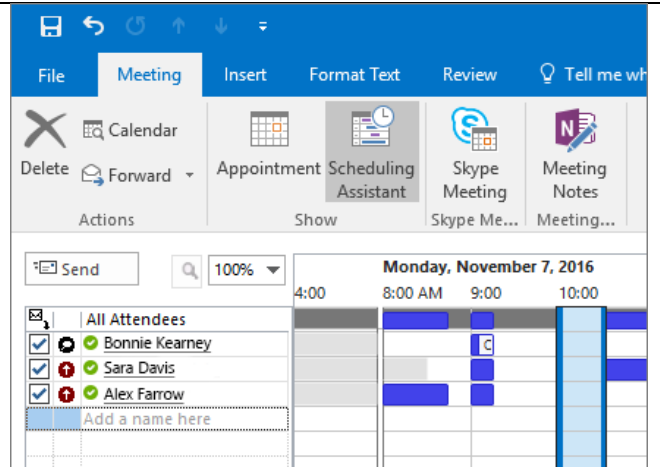 File Meeting Insert Format Text Review Tell me wh
Delete Calendar Appointment Scheduling Assistant Skype Meeting Meeting Notes
Forward
Actions Show Skype Me... Meeting...
Send 100% Monday, November 7, 2016
4:00 8:00 AM 9:00 10:00
All Attendees
Bonnie Kearney C
Sara Davis
Alex Farrow
Add a name here